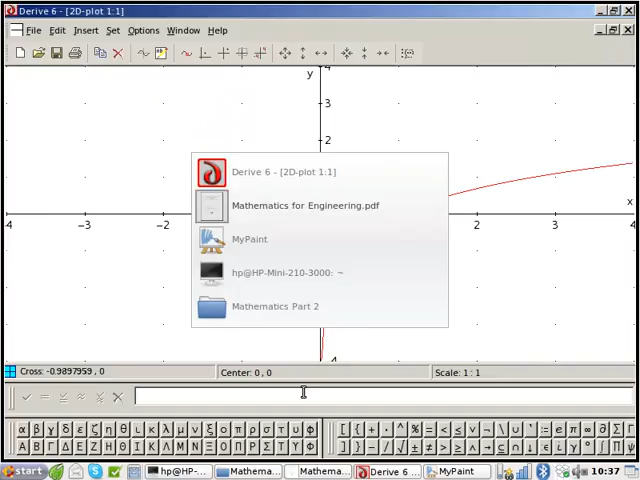 Derive 6 - [2D-plot 1:1]
File Edit Insert Set Options Window Help
y
4
3
2
x
-3 -2 2 3 4
-4
Derive 6 - [2D-plot 1:1]
Mathematics for Engineering.pdf
MyPaint
hp@HP-Mini-210-3000: ~
Mathematics Part 2
Cross: -0.9897959 , 0 Center: 0 , 0 Scale: 1 : 1
α β γ δ ε ζ η θ ι κ λ μ ν ξ ο π ρ σ τ υ φ [ { + · ^ % = < ≤ ∨ ¬ \ ∪ ' := e ∞ ∂ ∑ Γ
Α Β Γ Δ Ε Ζ Η Θ Ι Κ Λ Μ Ν Ξ Ο Π Ρ Σ Τ Υ Φ
start hp@HP-... Mathema... Mathema... Derive 6 ... MyPaint 10:37